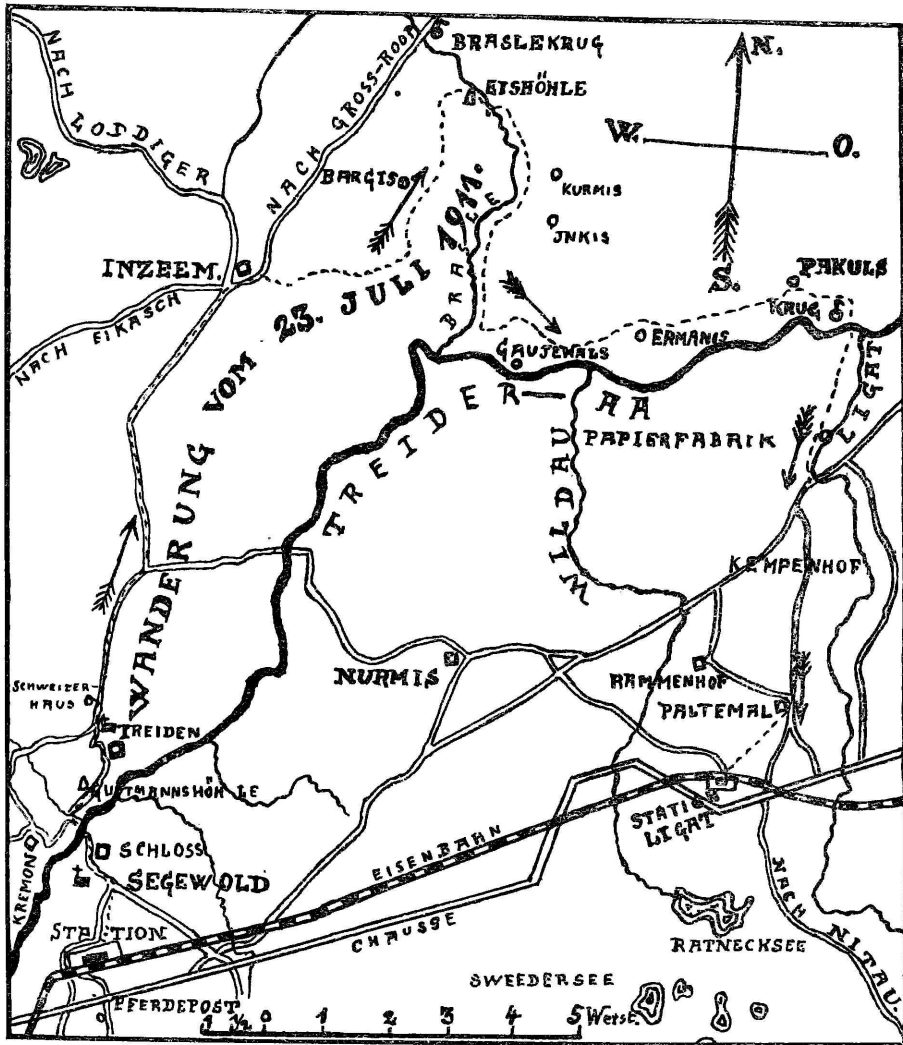 BRASLEKRUG
EISHÖHLE
N.
W.
O.
S.
NACH LODDIGER
NACH GROSS-ROOP
BARGIS
KURMIS
JNKIS
BRASLE
INZEEM.
NACH EIKASCH
PAKULS
KRUG
ERMANIS
GAUJEWALS
LIGAT
WANDERUNG VOM 23. JULI 1911.
TREIDER-AA
PAPIERFABRIK
WILDAU
KEMPENHOF
NURMIS
RAMMENHOF
PALTEMAL
SCHWEIZER-
HAUS
TREIDEN
GUTTMANNSHÖHLE
STATION
LIGAT
KREMON
SCHLOSS
SEGEWOLD
EISENBAHN
CHAUSSE
STATION
PFERDEPOST
RATNECKSEE
NACH NITAU.
SWEEDERSEE
1 ½ 0 1 2 3 4 5 Werst.